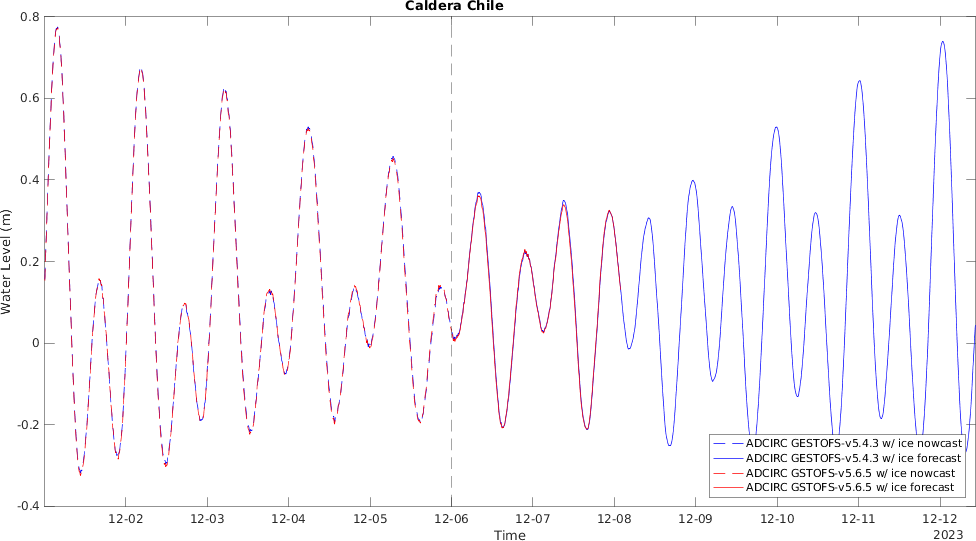 Caldera Chile
0.8
0.6
0.4
0.2
0
-0.2
-0.4
Water Level (m)
12-02 12-03 12-04 12-05 12-06 12-07 12-08 12-09 12-10 12-11 12-12
2023
Time
ADCIRC GESTOFS-v5.4.3 w/ ice nowcast
ADCIRC GESTOFS-v5.4.3 w/ ice forecast
ADCIRC GSTOFS-v5.6.5 w/ ice nowcast
ADCIRC GSTOFS-v5.6.5 w/ ice forecast